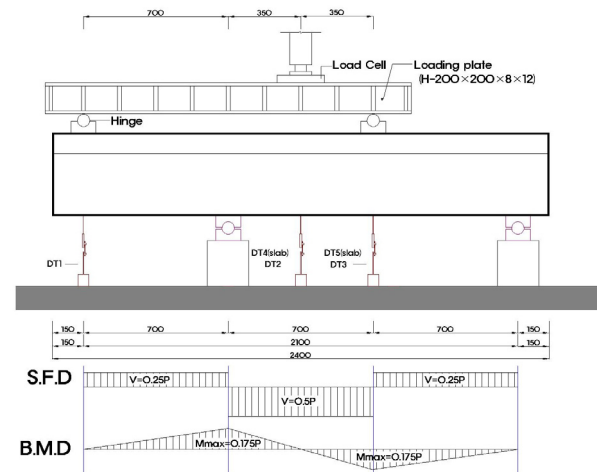 700 350 350
Load Cell
Loading plate
(H-200×200×8×12)
Hinge
DT1
DT4(slab)
DT2
DT5(slab)
DT3
150 700 700 700 150
150 2100 150
2400
S.F.D
V=0.25P
V=0.25P
V=0.5P
B.M.D
Mmax=0.175P
Mmax=0.175P